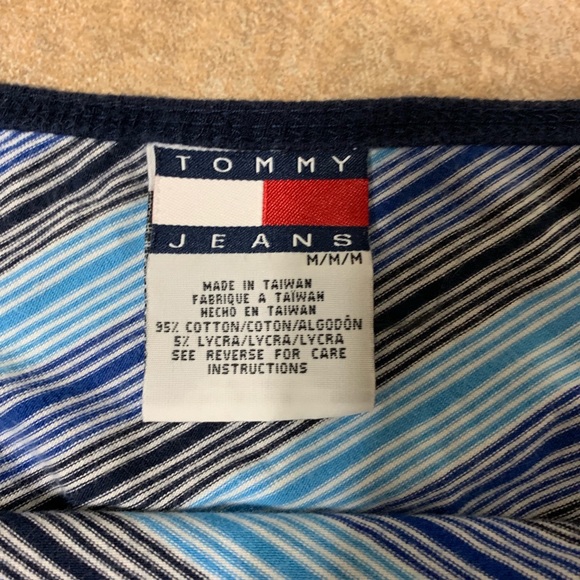 TOMMY
JEANS
M/M/M
MADE IN TAIWAN
FABRIQUE A TAIWAN
HECHO EN TAIWAN
95% COTTON/COTON/ALGODÓN
5% LYCRA/LYCRA/LYCRA
SEE REVERSE FOR CARE
INSTRUCTIONS